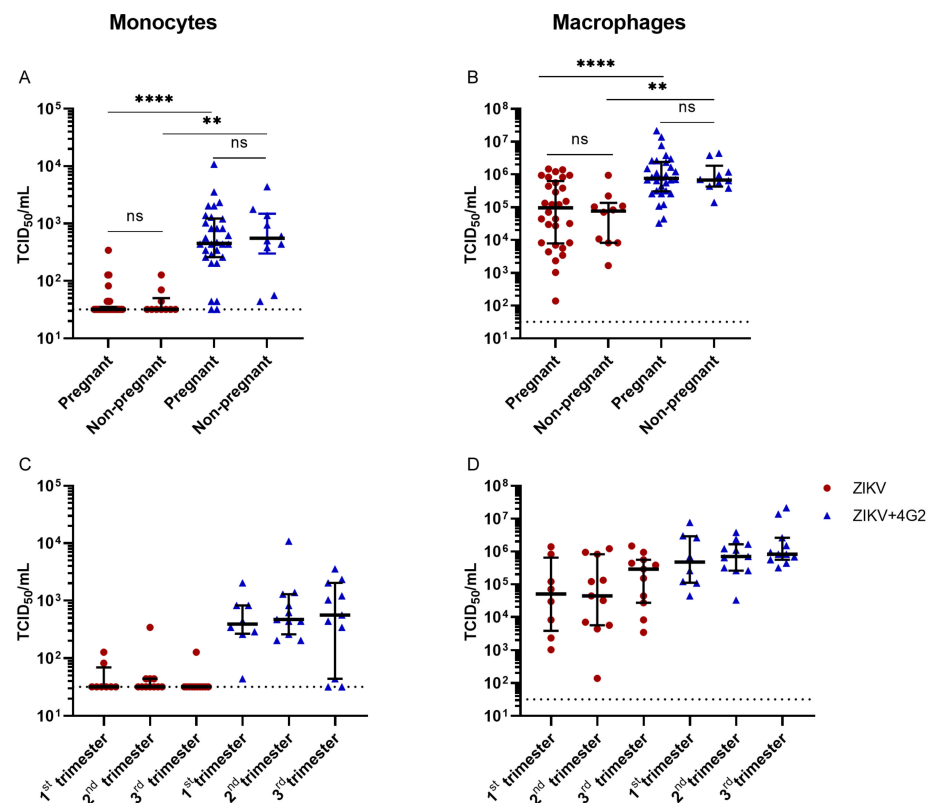 Monocytes
Macrophages
A
B
****
**
ns
ns
****
**
ns
ns
TCID50/mL
10^5
10^4
10^3
10^2
10^1
Pregnant
Non-pregnant
Pregnant
Non-pregnant
TCID50/mL
10^8
10^7
10^6
10^5
10^4
10^3
10^2
10^1
Pregnant
Non-pregnant
Pregnant
Non-pregnant
C
D
TCID50/mL
10^5
10^4
10^3
10^2
10^1
1st trimester
2nd trimester
3rd trimester
1st trimester
2nd trimester
3rd trimester
TCID50/mL
10^8
10^7
10^6
10^5
10^4
10^3
10^2
10^1
1st trimester
2nd trimester
3rd trimester
1st trimester
2nd trimester
3rd trimester
ZIKV
ZIKV+4G2